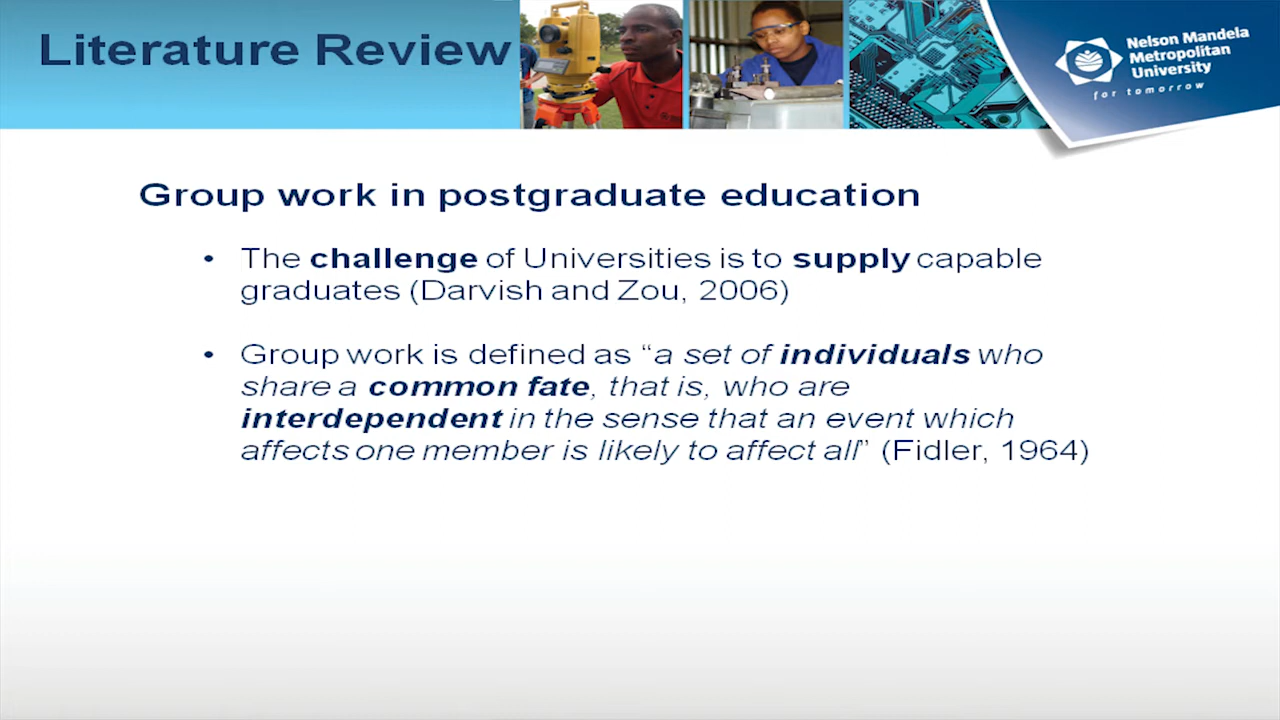 Literature Review
Nelson Mandela
Metropolitan
University
for tomorrow
Group work in postgraduate education
• The challenge of Universities is to supply capable
graduates (Darvish and Zou, 2006)
• Group work is defined as “a set of individuals who
share a common fate, that is, who are
interdependent in the sense that an event which
affects one member is likely to affect all” (Fidler, 1964)